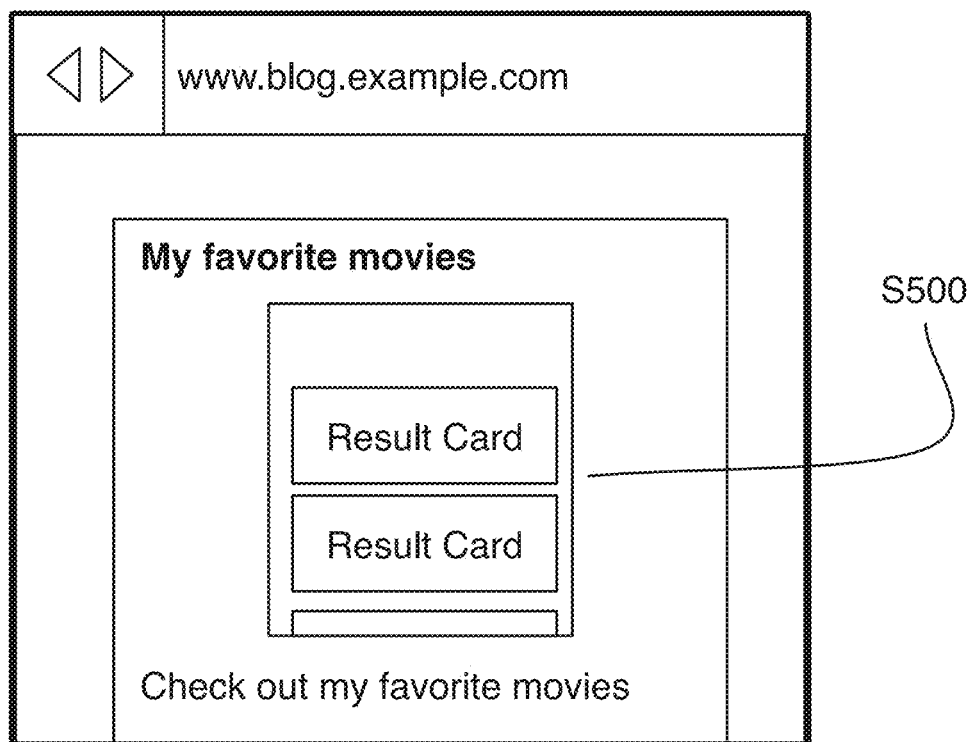 www.blog.example.com
My favorite movies
S500
Result Card
Result Card
Check out my favorite movies